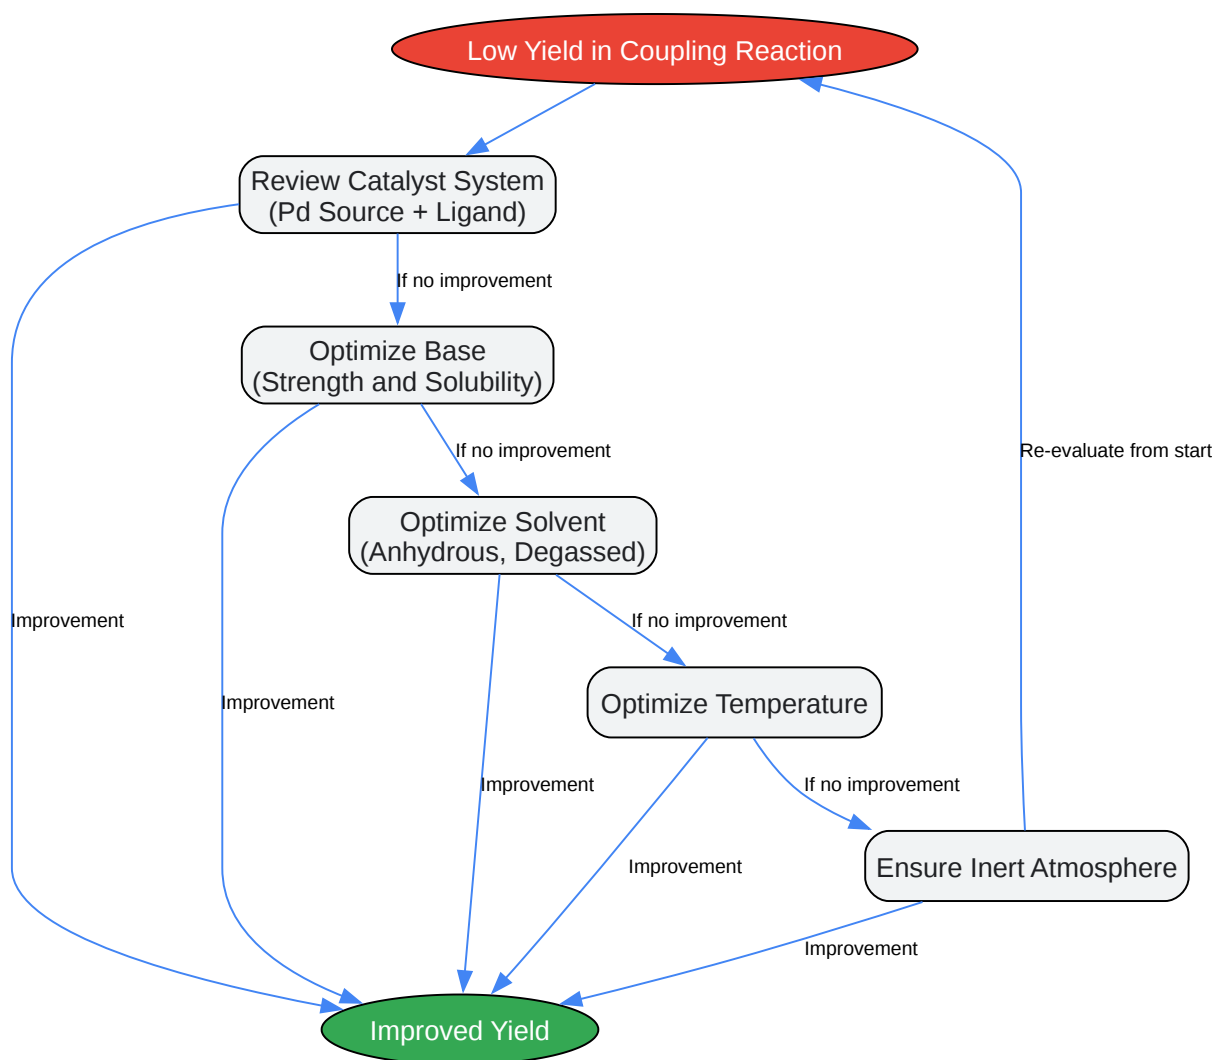 Low Yield in Coupling Reaction
Review Catalyst System
(Pd Source + Ligand)
If no improvement
Optimize Base
(Strength and Solubility)
If no improvement
Re-evaluate from start
Optimize Solvent
(Anhydrous, Degassed)
Improvement
If no improvement
Improvement
Optimize Temperature
Improvement
If no improvement
Improvement
Ensure Inert Atmosphere
Improvement
Improved Yield